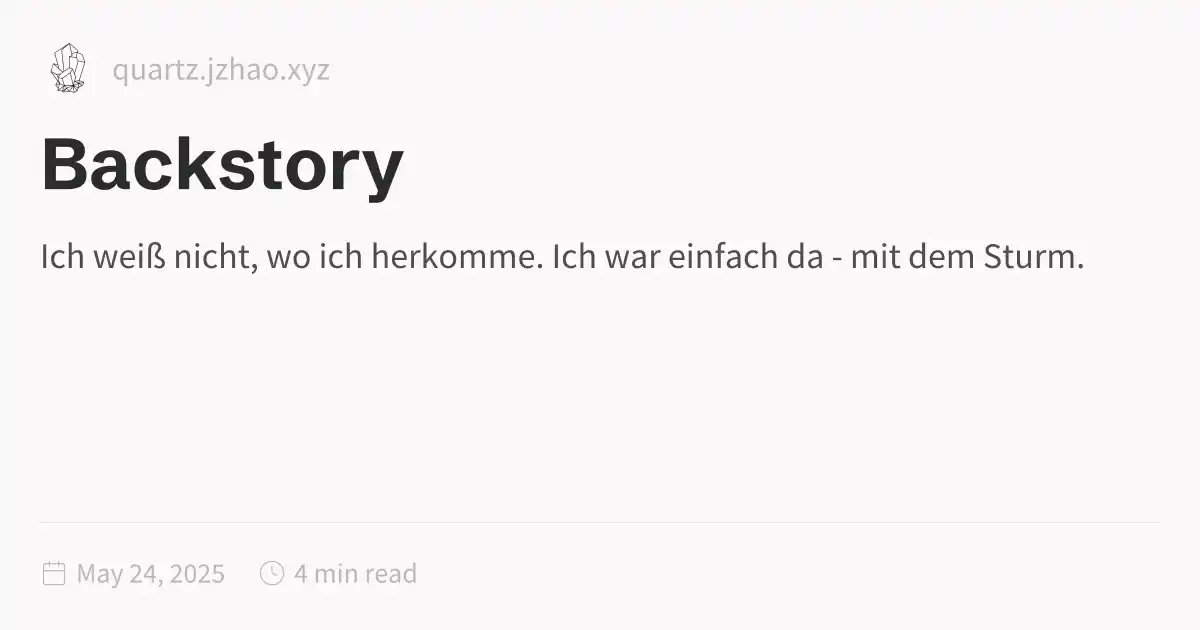 quartz.jzhao.xyz
Backstory
Ich weiß nicht, wo ich herkomme. Ich war einfach da - mit dem Sturm.
May 24, 2025 4 min read